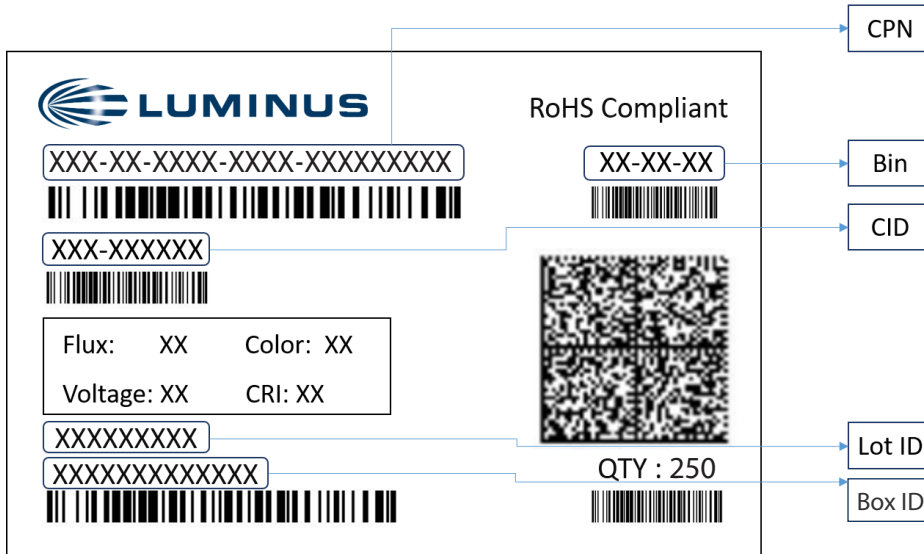 CPN
LUMINUS
RoHS Compliant
XXX-XX-XXXX-XXXX-XXXXXXXXX
XX-XX-XX
Bin
XXX-XXXXXX
CID
Flux: XX Color: XX
Voltage: XX CRI: XX
XXXXXXXXX
Lot ID
XXXXXXXXXXXXX
QTY : 250
Box ID